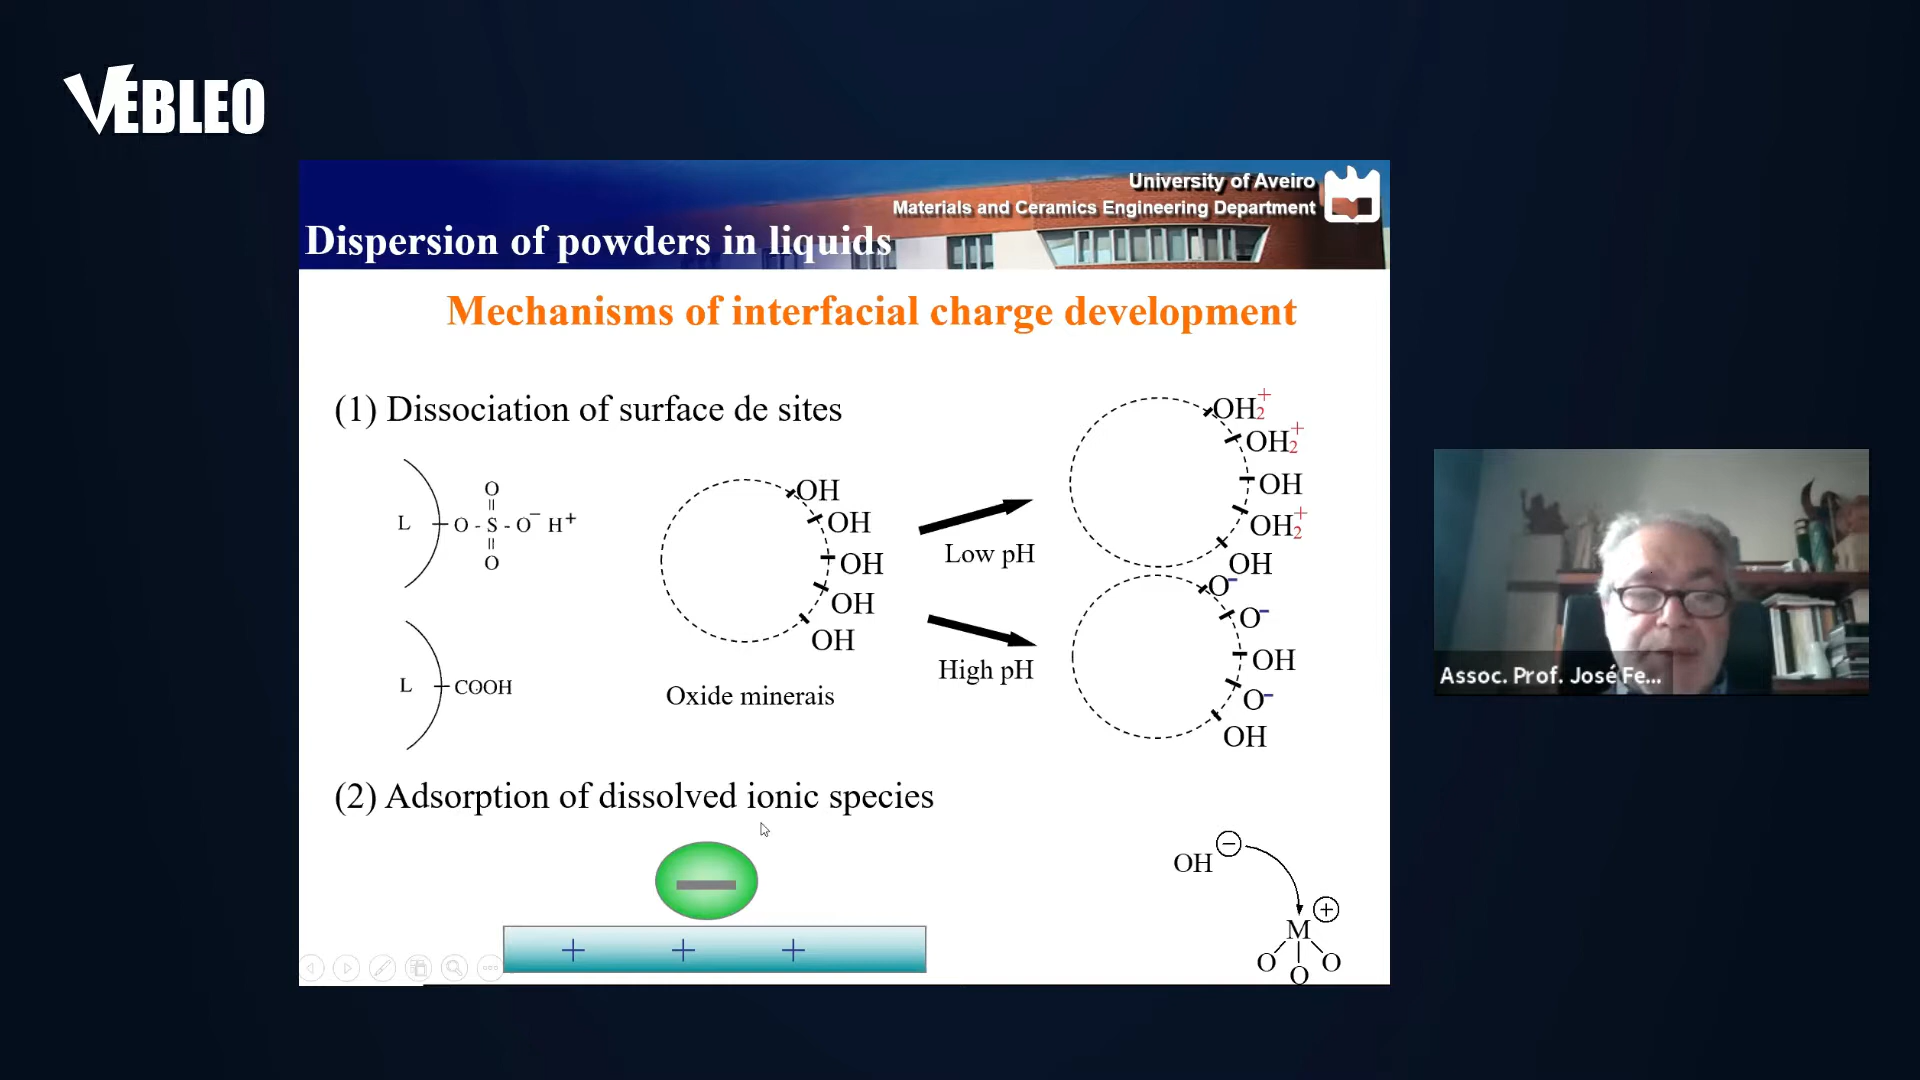 VEBLEO
University of Aveiro
Materials and Ceramics Engineering Department
Dispersion of powders in liquids
Mechanisms of interfacial charge development
(1) Dissociation of surface de sites
O
||
L
O - S - O⁻ H⁺
||
O
L
COOH
OH
OH
OH
OH
OH
Oxide minerais
Low pH
High pH
OH₂⁺
OH₂⁺
OH
OH₂⁺
OH
O⁻
O⁻
OH
O⁻
OH
(2) Adsorption of dissolved ionic species
−
+ + +
OH −
M +
O O O
Assoc. Prof. José Fe...